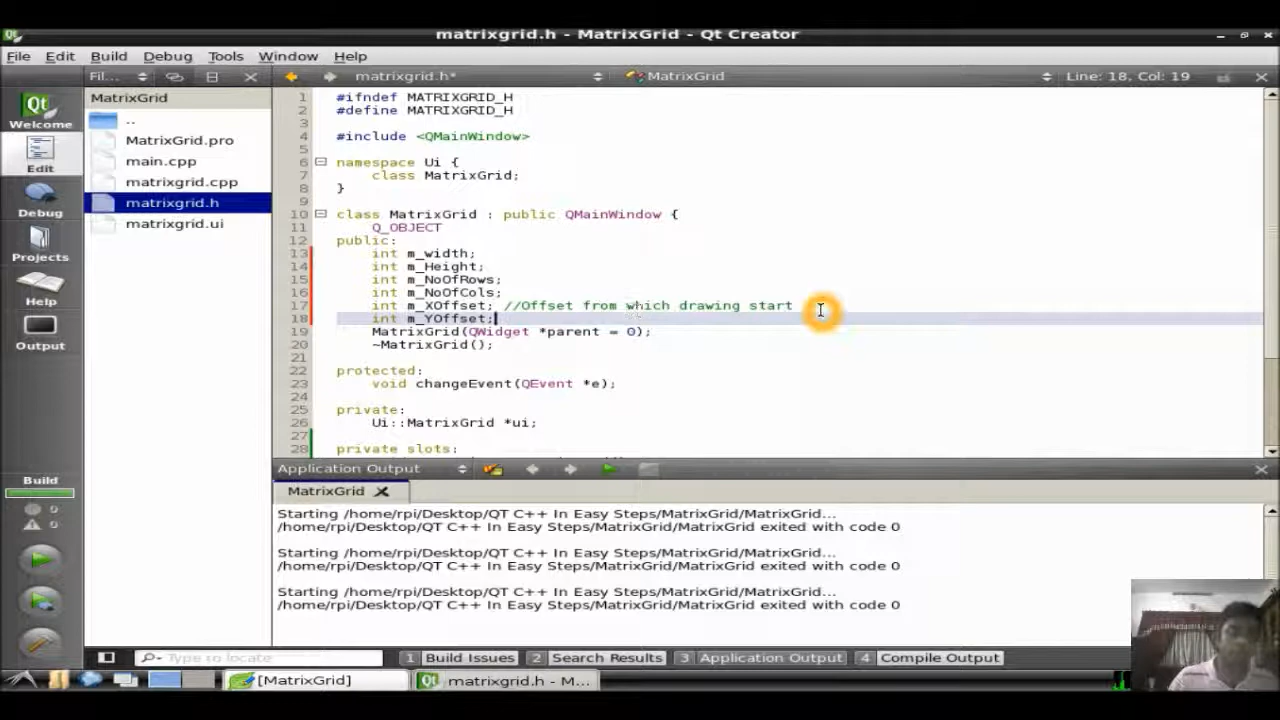 matrixgrid.h - MatrixGrid - Qt Creator
File Edit Build Debug Tools Window Help
Fil... matrixgrid.h* MatrixGrid Line: 18, Col: 19
Welcome
Edit
Debug
Projects
Help
Output
Build
0
0
MatrixGrid
..
MatrixGrid.pro
main.cpp
matrixgrid.cpp
matrixgrid.h
matrixgrid.ui
1 #ifndef MATRIXGRID_H
2 #define MATRIXGRID_H
3
4 #include <QMainWindow>
5
6 namespace Ui {
7 class MatrixGrid;
8 }
9
10 class MatrixGrid : public QMainWindow {
11 Q_OBJECT
12 public:
13 int m_width;
14 int m_Height;
15 int m_NoOfRows;
16 int m_NoOfCols;
17 int m_XOffset; //Offset from which drawing start
18 int m_YOffset;
19 MatrixGrid(QWidget *parent = 0);
20 ~MatrixGrid();
21
22 protected:
23 void changeEvent(QEvent *e);
24
25 private:
26 Ui::MatrixGrid *ui;
27
28 private slots:
Application Output
MatrixGrid
Starting /home/rpi/Desktop/QT C++ In Easy Steps/MatrixGrid/MatrixGrid...
/home/rpi/Desktop/QT C++ In Easy Steps/MatrixGrid/MatrixGrid exited with code 0
Starting /home/rpi/Desktop/QT C++ In Easy Steps/MatrixGrid/MatrixGrid...
/home/rpi/Desktop/QT C++ In Easy Steps/MatrixGrid/MatrixGrid exited with code 0
Starting /home/rpi/Desktop/QT C++ In Easy Steps/MatrixGrid/MatrixGrid...
/home/rpi/Desktop/QT C++ In Easy Steps/MatrixGrid/MatrixGrid exited with code 0
Type to locate 1 Build Issues 2 Search Results 3 Application Output 4 Compile Output
[MatrixGrid] matrixgrid.h - M...